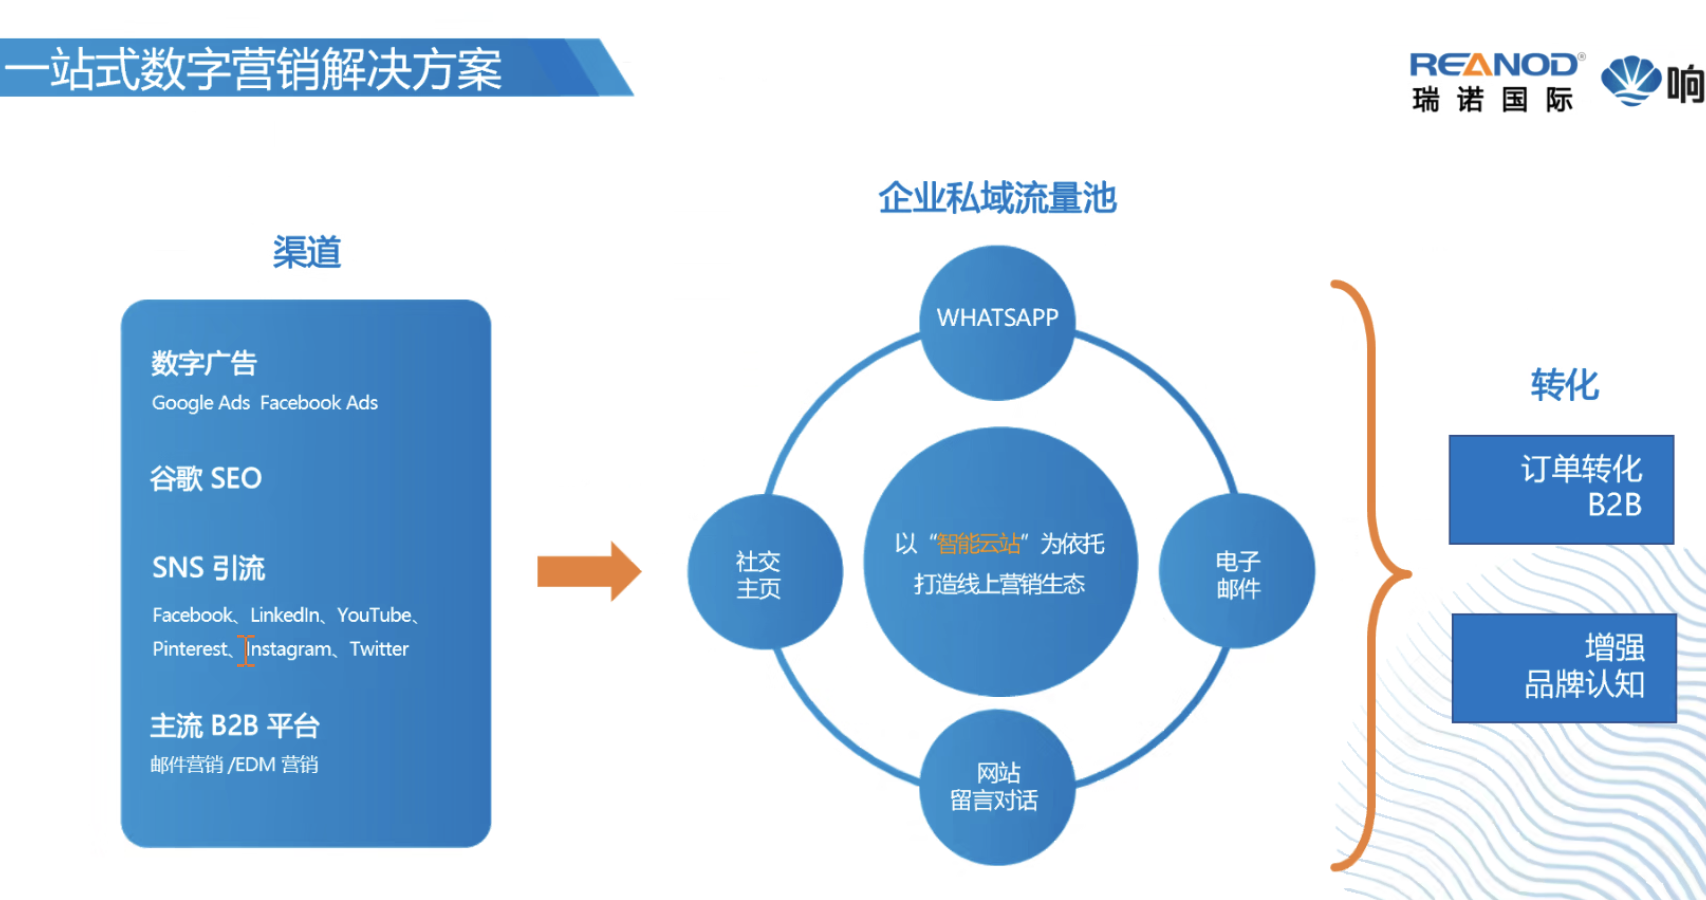 一站式数字营销解决方案
REANOD®
瑞诺国际
响
渠道
数字广告
Google Ads Facebook Ads
谷歌 SEO
SNS 引流
Facebook、LinkedIn、YouTube、
Pinterest、Instagram、Twitter
主流 B2B 平台
邮件营销 /EDM 营销
企业私域流量池
WHATSAPP
社交
主页
以“智能云站”为依托
打造线上营销生态
电子
邮件
网站
留言对话
转化
订单转化
B2B
增强
品牌认知